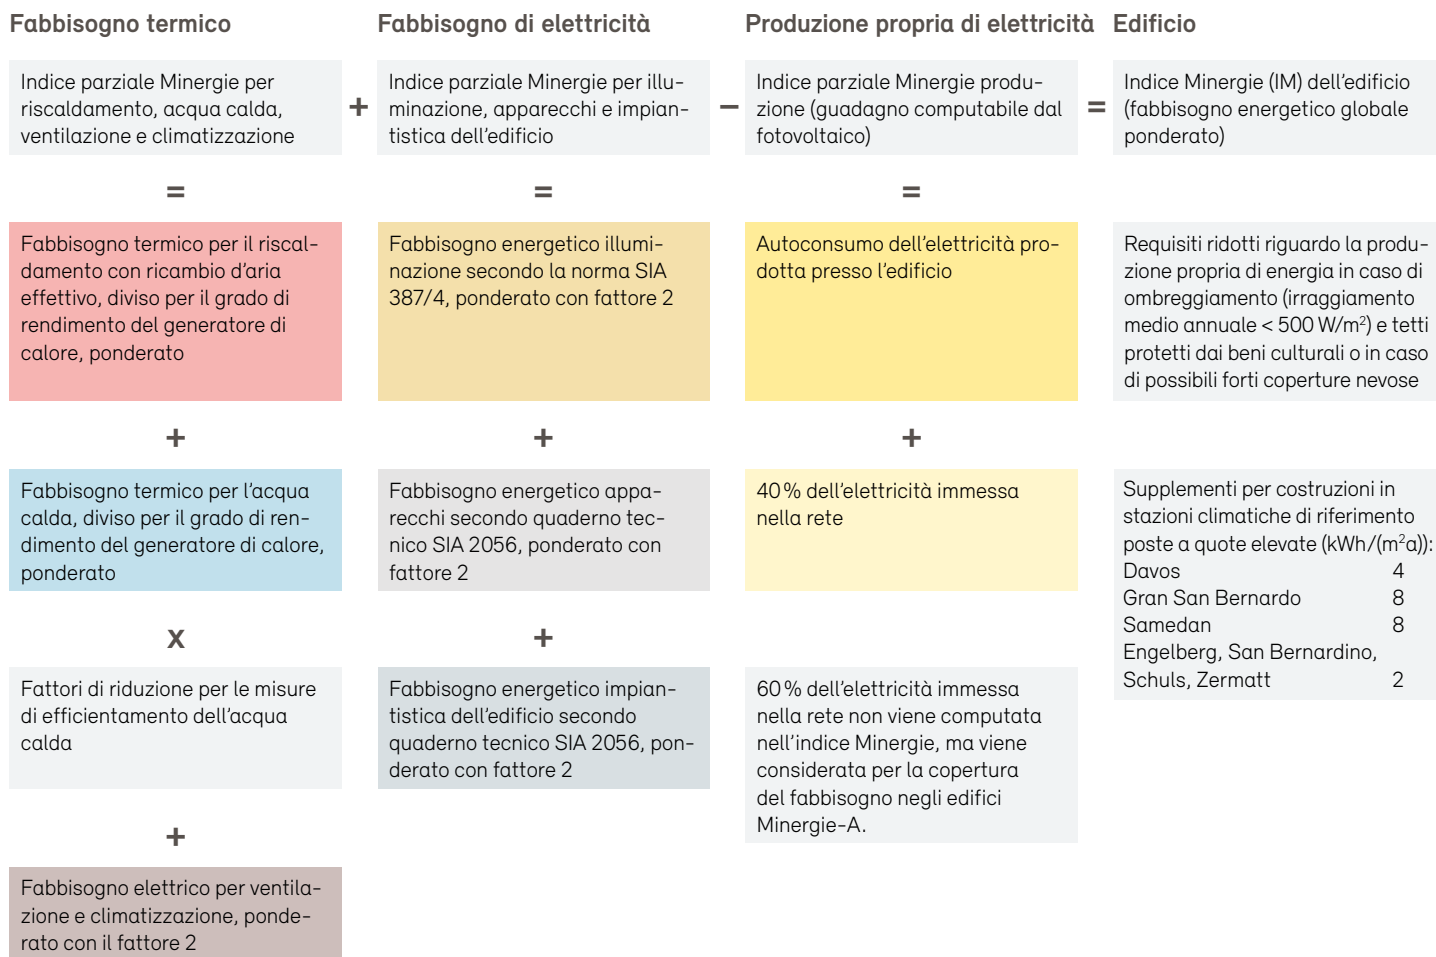 Fabbisogno termico
Fabbisogno di elettricità
Produzione propria di elettricità
Edificio
Indice parziale Minergie per
riscaldamento, acqua calda,
ventilazione e climatizzazione
+
Indice parziale Minergie per illu-
minazione, apparecchi e impian-
tistica dell'edificio
–
Indice parziale Minergie produ-
zione (guadagno computabile dal
fotovoltaico)
=
Indice Minergie (IM) dell'edificio
(fabbisogno energetico globale
ponderato)
=
=
=
Fabbisogno termico per il riscal-
damento con ricambio d'aria
effettivo, diviso per il grado di
rendimento del generatore di
calore, ponderato
Fabbisogno energetico illumi-
nazione secondo la norma SIA
387/4, ponderato con fattore 2
Autoconsumo dell'elettricità pro-
dotta presso l'edificio
Requisiti ridotti riguardo la produ-
zione propria di energia in caso di
ombreggiamento (irraggiamento
medio annuale < 500 W/m²) e tetti
protetti dai beni culturali o in caso
di possibili forti coperture nevose
+
+
+
Fabbisogno termico per l'acqua
calda, diviso per il grado di ren-
dimento del generatore di calore,
ponderato
Fabbisogno energetico appa-
recchi secondo quaderno tec-
nico SIA 2056, ponderato con
fattore 2
40 % dell'elettricità immessa
nella rete
Supplementi per costruzioni in
stazioni climatiche di riferimento
poste a quote elevate (kWh/(m²a)):
Davos 4
Gran San Bernardo 8
Samedan 8
Engelberg, San Bernardino,
Schuls, Zermatt 2
x
+
Fattori di riduzione per le misure
di efficientamento dell'acqua
calda
Fabbisogno energetico impian-
tistica dell'edificio secondo
quaderno tecnico SIA 2056, pon-
derato con fattore 2
60 % dell'elettricità immessa
nella rete non viene computata
nell'indice Minergie, ma viene
considerata per la copertura
del fabbisogno negli edifici
Minergie-A.
+
Fabbisogno elettrico per ventila-
zione e climatizzazione, ponde-
rato con il fattore 2